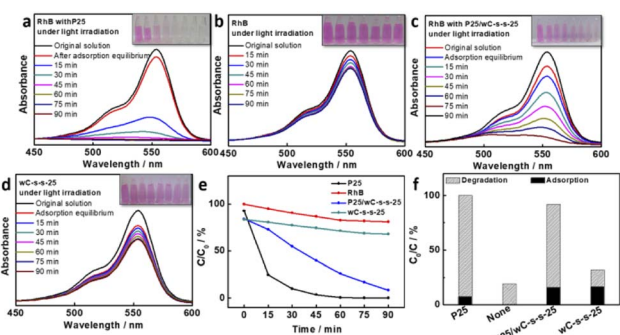 a RhB withP25
under light irradiation
Original solution
After adsorption equilibrium
15 min
30 min
45 min
60 min
75 min
90 min
Absorbance
450 500 550 600
Wavelength / nm
b RhB
under light irradiation
Original solution
15 min
30 min
45 min
60 min
75 min
90 min
Absorbance
450 500 550 600
Wavelength / nm
c RhB with P25/wC-s-s-25
under light irradiation
Original solution
Adsorption equilibrium
15 min
30 min
45 min
60 min
75 min
90 min
Absorbance
450 500 550 600
Wavelength / nm
d wC-s-s-25
under light irradiation
Original solution
Adsorption equilibrium
15 min
30 min
45 min
60 min
75 min
90 min
Absorbance
450 500 550 600
Wavelength / nm
e
P25
RhB
P25/wC-s-s-25
wC-s-s-25
C/C0 / %
100
50
0
0 15 30 45 60 75 90
Time / min
f
Degradation
Adsorption
C0/C / %
100
50
0
P25
None
25/wC-s-s-25
wC-s-s-25